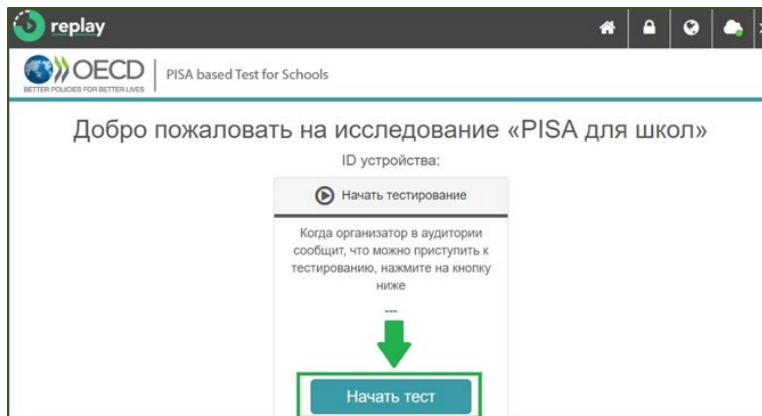 replay
OECD
BETTER POLICIES FOR BETTER LIVES
PISA based Test for Schools
Добро пожаловать на исследование «PISA для школ»
ID устройства:
Начать тестирование
Когда организатор в аудитории
сообщит, что можно приступить к
тестированию, нажмите на кнопку
ниже
---
Начать тест